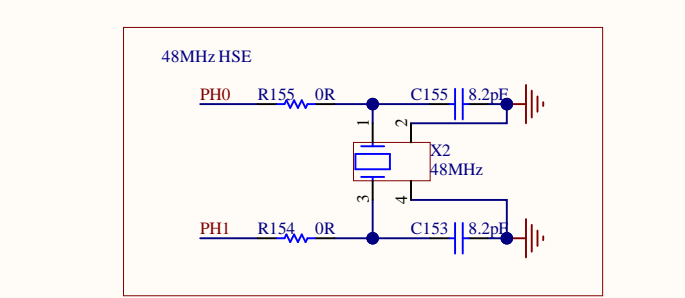 48MHz HSE
PH0 R155 0R C155 8.2pF
1 2
X2
48MHz
3 4
PH1 R154 0R C153 8.2pF